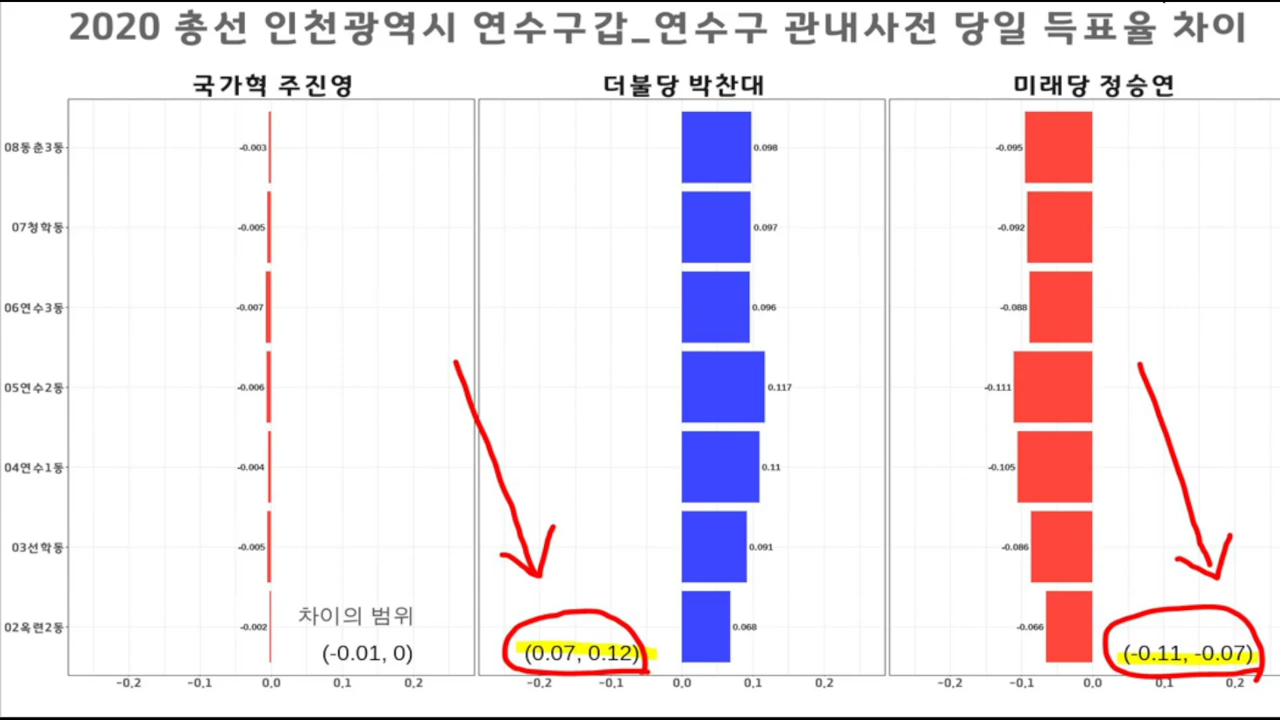 2020 총선 인천광역시 연수구갑_연수구 관내사전 당일 득표율 차이
국가혁 주진영
더불당 박찬대
미래당 정승연
08동춘3동
-0.003
0.098
-0.095
07청학동
-0.005
0.097
-0.092
06연수3동
-0.007
0.096
-0.088
05연수2동
-0.006
0.117
-0.111
04연수1동
-0.004
0.11
-0.105
03선학동
-0.005
0.091
-0.086
02옥련2동
-0.002
차이의 범위
(-0.01, 0)
0.068
(0.07, 0.12)
-0.066
(-0.11, -0.07)
-0.2 -0.1 0.0 0.1 0.2
-0.2 -0.1 0.0 0.1 0.2
-0.2 -0.1 0.0 0.1 0.2